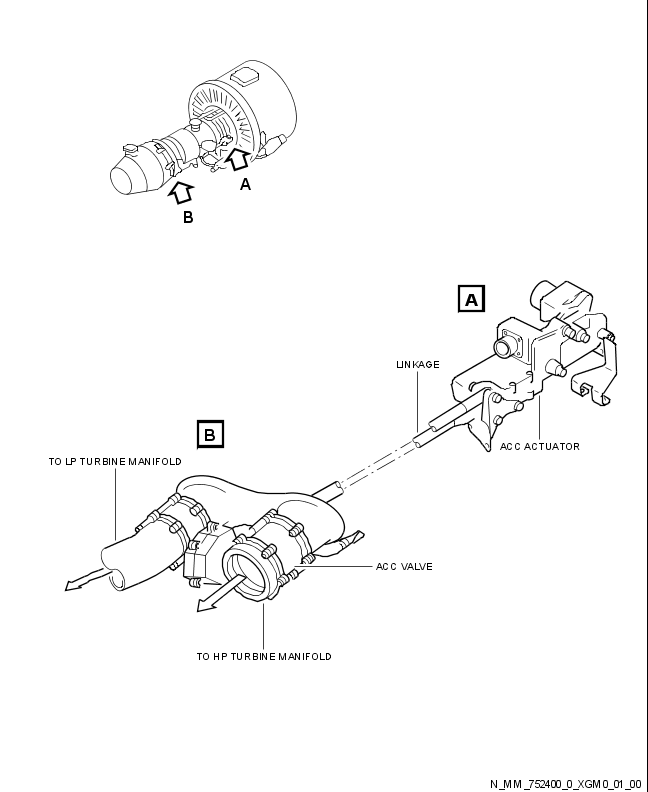 A
B
A
LINKAGE
ACC ACTUATOR
B
TO LP TURBINE MANIFOLD
ACC VALVE
TO HP TURBINE MANIFOLD
N_MM_752400_0_XGM0_01_00